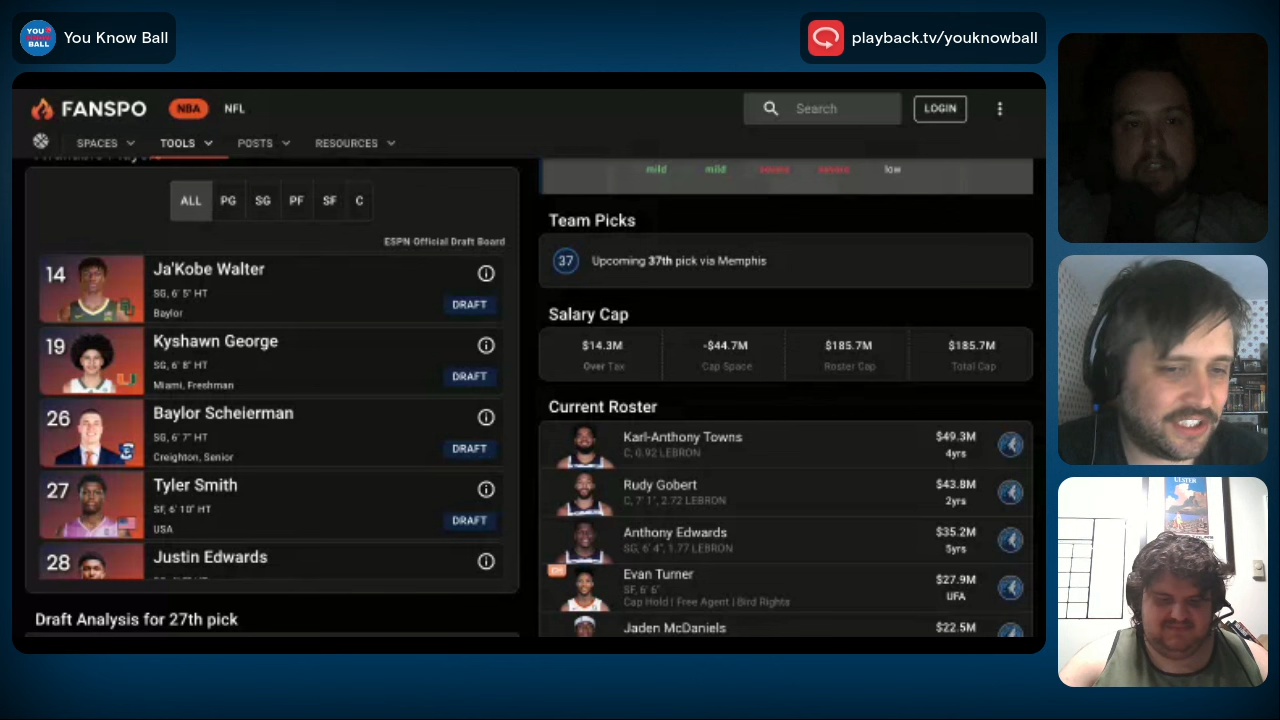 YOU KNOW BALL
You Know Ball
playback.tv/youknowball
FANSPO
NBA
NFL
Search
LOGIN
SPACES
TOOLS
POSTS
RESOURCES
ALL
PG
SG
PF
SF
C
ESPN Official Draft Board
14
Ja'Kobe Walter
SG, 6' 5" HT
Baylor
DRAFT
19
Kyshawn George
SG, 6' 8" HT
Miami, Freshman
DRAFT
26
Baylor Scheierman
SG, 6' 7" HT
Creighton, Senior
DRAFT
27
Tyler Smith
SF, 6' 10" HT
USA
DRAFT
28
Justin Edwards
Draft Analysis for 27th pick
mild
mild
severe
severe
low
Team Picks
37
Upcoming 37th pick via Memphis
Salary Cap
$14.3M
-$44.7M
$185.7M
$185.7M
Over Tax
Cap Space
Roster Cap
Total Cap
Current Roster
Karl-Anthony Towns
C, 0.92 LEBRON
$49.3M
4yrs
Rudy Gobert
C, 7' 1", 2.72 LEBRON
$43.8M
2yrs
Anthony Edwards
SG, 6' 4", 1.77 LEBRON
$35.2M
5yrs
CH
Evan Turner
SF, 6' 6"
Cap Hold | Free Agent | Bird Rights
$27.9M
UFA
Jaden McDaniels
$22.5M
ULSTER